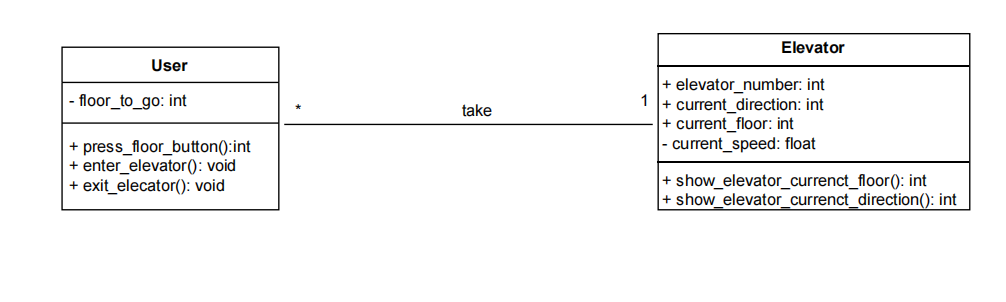 User
- floor_to_go: int
+ press_floor_button():int
+ enter_elevator(): void
+ exit_elecator(): void
*
take
1
Elevator
+ elevator_number: int
+ current_direction: int
+ current_floor: int
- current_speed: float
+ show_elevator_currenct_floor(): int
+ show_elevator_currenct_direction(): int